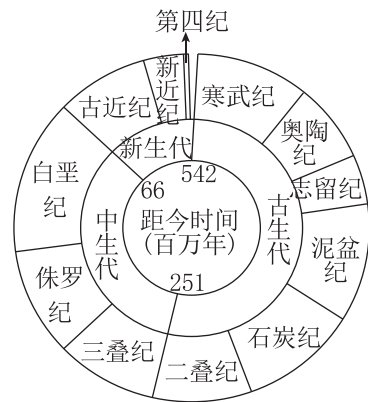 第四纪
新近纪
古近纪
寒武纪
奥陶纪
志留纪
泥盆纪
石炭纪
二叠纪
三叠纪
侏罗纪
白垩纪
新生代
古生代
中生代
542
66
251
距今时间
(百万年)